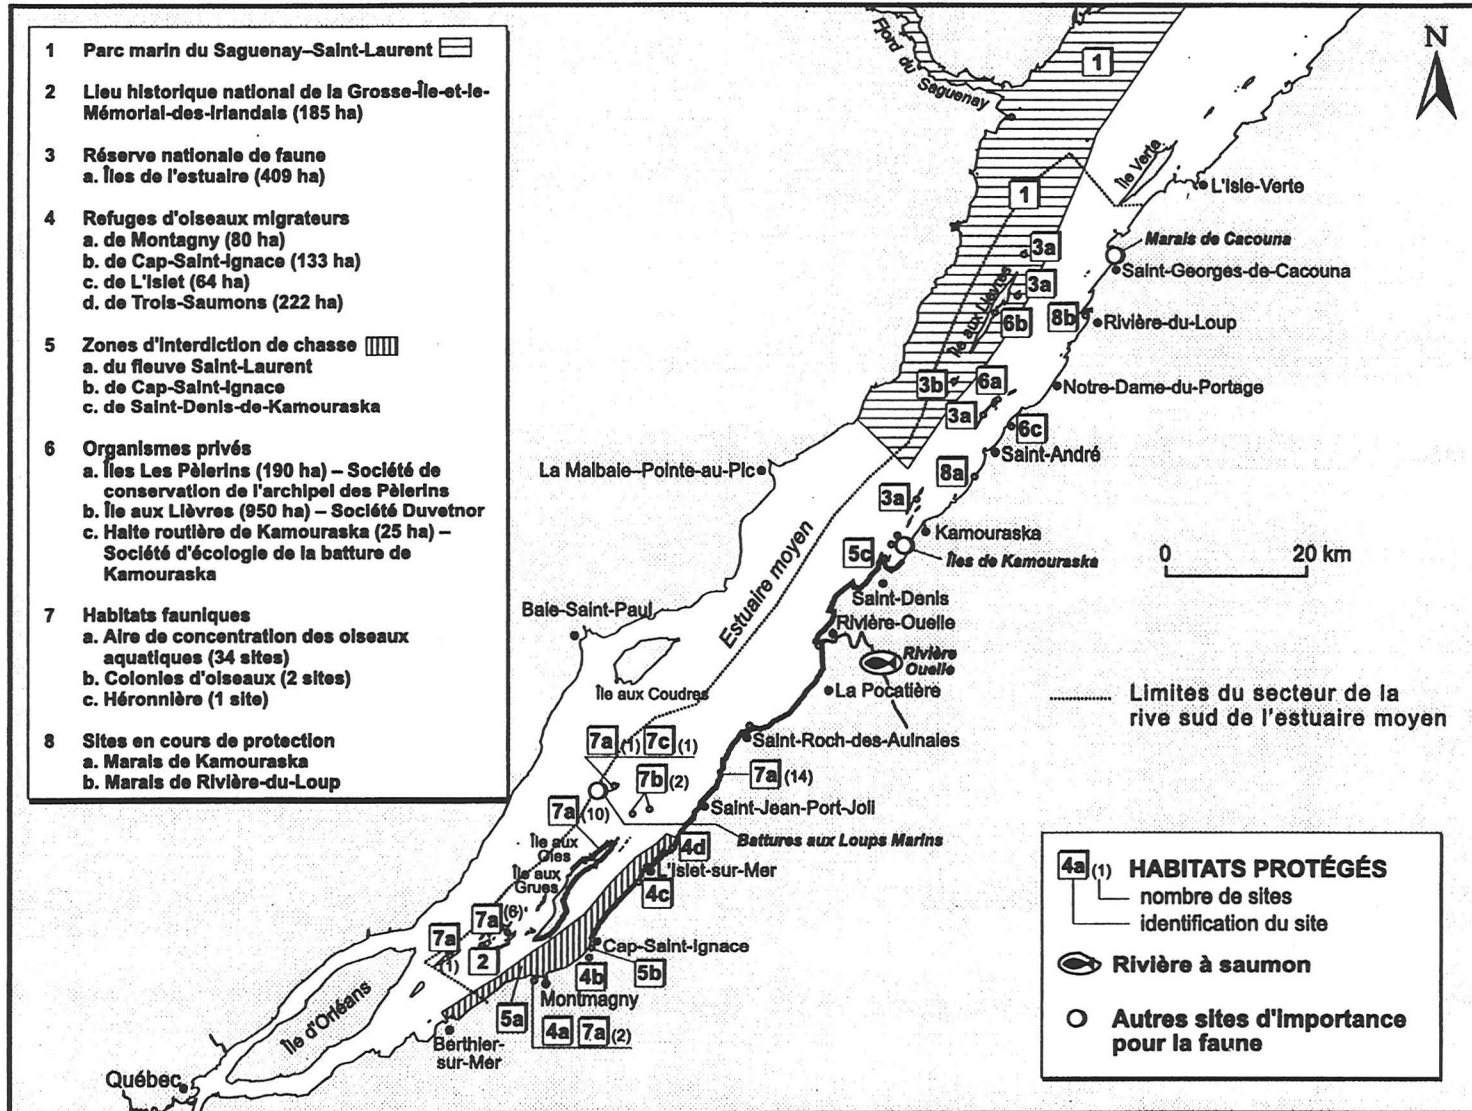 1 Parc marin du Saguenay–Saint-Laurent
2 Lieu historique national de la Grosse-Île-et-le-
Mémorial-des-Irlandais (185 ha)
3 Réserve nationale de faune
a. Îles de l'estuaire (409 ha)
4 Refuges d'oiseaux migrateurs
a. de Montagny (80 ha)
b. de Cap-Saint-Ignace (133 ha)
c. de L'Islet (64 ha)
d. de Trois-Saumons (222 ha)
5 Zones d'interdiction de chasse
a. du fleuve Saint-Laurent
b. de Cap-Saint-Ignace
c. de Saint-Denis-de-Kamouraska
6 Organismes privés
a. Îles Les Pèlerins (190 ha) – Société de
conservation de l'archipel des Pèlerins
b. Île aux Lièvres (950 ha) – Société Duvetnor
c. Halte routière de Kamouraska (25 ha) –
Société d'écologie de la batture de
Kamouraska
7 Habitats fauniques
a. Aire de concentration des oiseaux
aquatiques (34 sites)
b. Colonies d'oiseaux (2 sites)
c. Héronnière (1 site)
8 Sites en cours de protection
a. Marais de Kamouraska
b. Marais de Rivière-du-Loup
Fjord du Saguenay
1
N
Île Verte
L'Isle-Verte
1
3a
Marais de Cacouna
Saint-Georges-de-Cacouna
3a
Île aux Lièvres
6b
8b
Rivière-du-Loup
3b
6a
Notre-Dame-du-Portage
3a
6c
Saint-André
La Malbaie–Pointe-au-Pic
8a
3a
Kamouraska
5c
Îles de Kamouraska
0 20 km
Saint-Denis
Baie-Saint-Paul
Estuaire moyen
Rivière-Ouelle
Rivière
Ouelle
Île aux Coudres
La Pocatière
Limites du secteur de la
rive sud de l'estuaire moyen
7a (1) 7c (1)
Saint-Roch-des-Aulnaies
7b (2)
7a (14)
7a (10)
Saint-Jean-Port-Joli
Battures aux Loups Marins
Île aux
Oies
4d
L'Islet-sur-Mer
Île aux
Grues
4c
7a (6)
7a (1)
2
Cap-Saint-Ignace
4b
5b
5a
Montmagny
4a 7a (2)
Île d'Orléans
Berthier-
sur-Mer
Québec
4a (1) HABITATS PROTÉGÉS
nombre de sites
identification du site
Rivière à saumon
Autres sites d'importance
pour la faune